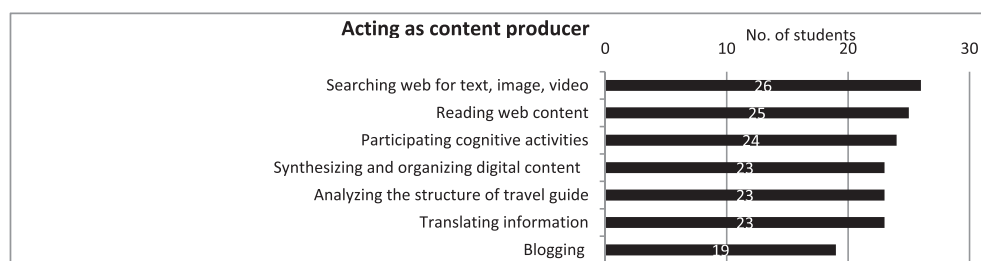 Acting as content producer
No. of students
0 10 20 30
Searching web for text, image, video 26
Reading web content 25
Participating cognitive activities 24
Synthesizing and organizing digital content 23
Analyzing the structure of travel guide 23
Translating information 23
Blogging 19